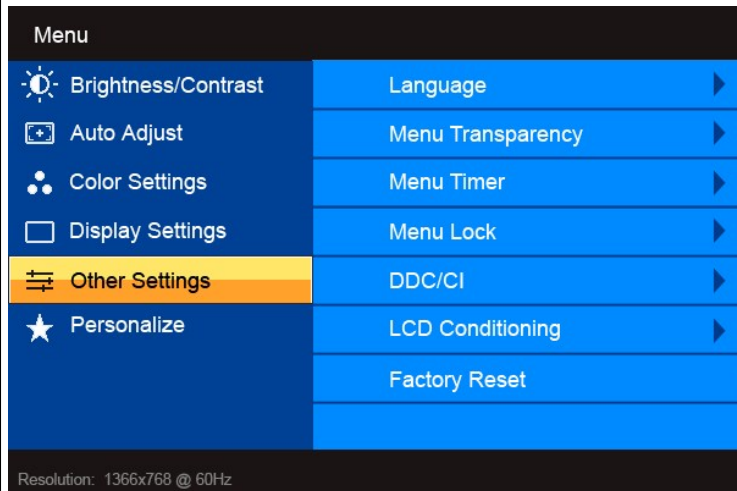 Menu
Brightness/Contrast
Auto Adjust
Color Settings
Display Settings
Other Settings
Personalize
Language
Menu Transparency
Menu Timer
Menu Lock
DDC/CI
LCD Conditioning
Factory Reset
Resolution: 1366x768 @ 60Hz